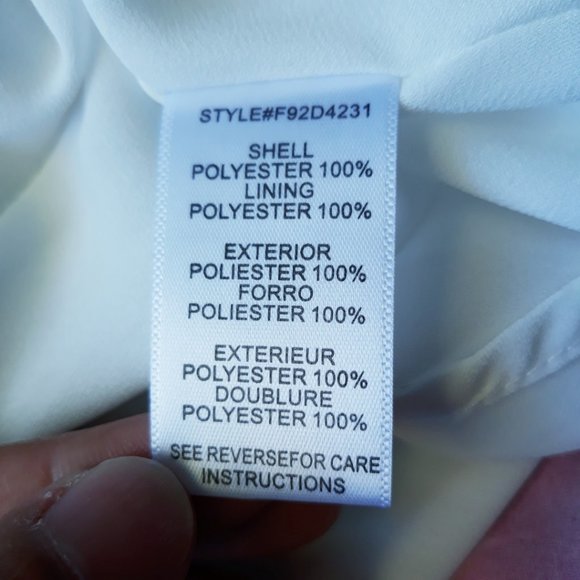 STYLE#F92D4231
SHELL
POLYESTER 100%
LINING
POLYESTER 100%
EXTERIOR
POLIESTER 100%
FORRO
POLIESTER 100%
EXTERIEUR
POLYESTER 100%
DOUBLURE
POLYESTER 100%
SEE REVERSEFOR CARE
INSTRUCTIONS